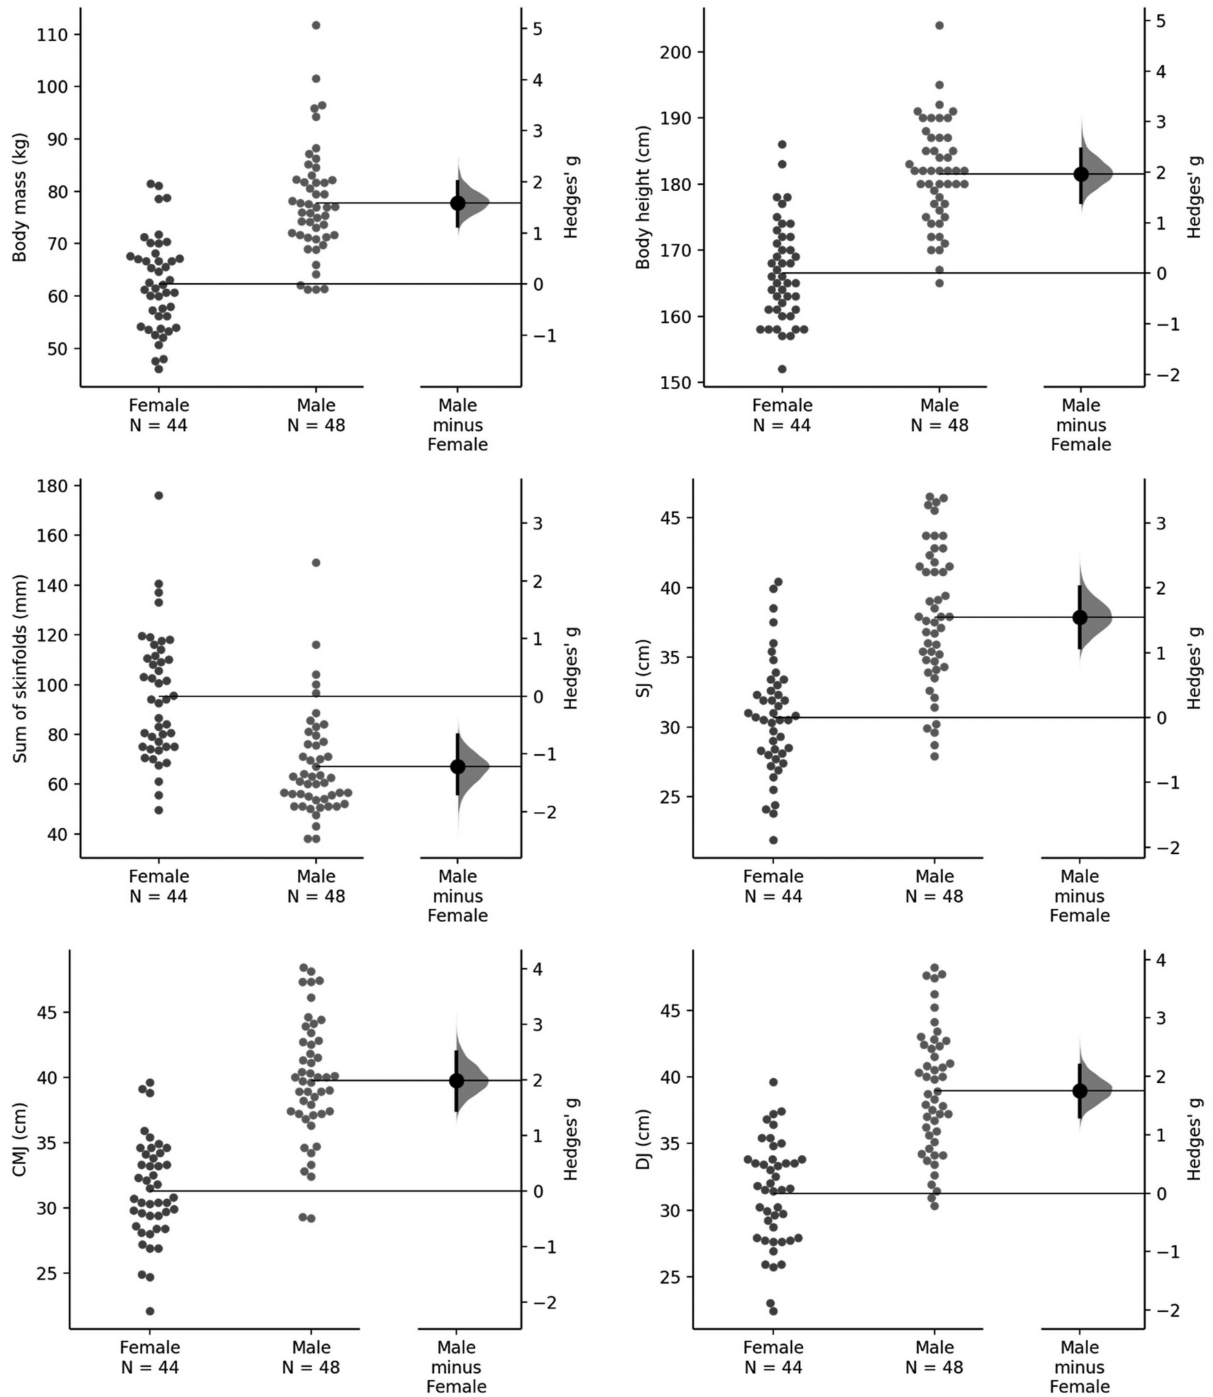 110
100
90
80
70
60
50
Body mass (kg)
5
4
3
2
1
0
−1
Hedges' g
Female
N = 44
Male
N = 48
Male
minus
Female
200
190
180
170
160
150
Body height (cm)
5
4
3
2
1
0
−1
−2
Hedges' g
Female
N = 44
Male
N = 48
Male
minus
Female
180
160
140
120
100
80
60
40
Sum of skinfolds (mm)
3
2
1
0
−1
−2
Hedges' g
Female
N = 44
Male
N = 48
Male
minus
Female
45
40
35
30
25
SJ (cm)
3
2
1
0
−1
−2
Hedges' g
Female
N = 44
Male
N = 48
Male
minus
Female
45
40
35
30
25
CMJ (cm)
4
3
2
1
0
−1
−2
Hedges' g
Female
N = 44
Male
N = 48
Male
minus
Female
45
40
35
30
25
DJ (cm)
4
3
2
1
0
−1
−2
Hedges' g
Female
N = 44
Male
N = 48
Male
minus
Female